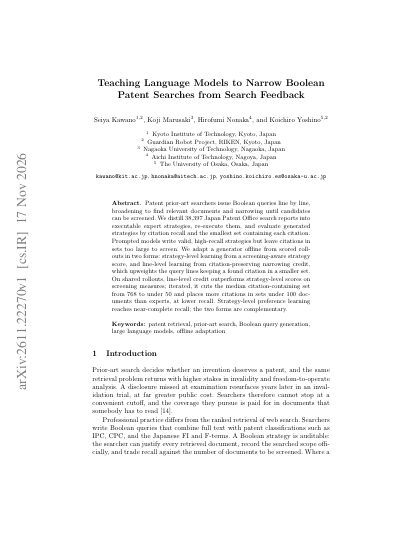 Teaching Language Models to Narrow Boolean
Patent Searches from Search Feedback
Seiya Kawano1,2, Koji Marusaki3, Hirofumi Nonaka4, and Koichiro Yoshino5,2
1 Kyoto Institute of Technology, Kyoto, Japan
2 Guardian Robot Project, RIKEN, Kyoto, Japan
3 Nagaoka University of Technology, Nagaoka, Japan
4 Aichi Institute of Technology, Nagoya, Japan
5 The University of Osaka, Osaka, Japan
kawano@kit.ac.jp, hnonaka@aitech.ac.jp, yoshino.koichiro.es@osaka-u.ac.jp
Abstract. Patent prior-art searchers issue Boolean queries line by line,
broadening to find relevant documents and narrowing until candidates
can be screened. We distill 38,397 Japan Patent Office search reports into
executable expert strategies, re-execute them, and evaluate generated
strategies by citation recall and the smallest set containing each citation.
Prompted models write valid, high-recall strategies but leave citations in
sets too large to screen. We adapt a generator offline from scored roll-
outs in two forms: strategy-level learning from a screening-aware strategy
score, and line-level learning from citation-preserving narrowing credit,
which upweights the query lines keeping a found citation in a smaller set.
On shared rollouts, line-level credit outperforms strategy-level scores on
screening measures; iterated, it cuts the median citation-containing set
from 768 to under 50 and places more citations in sets under 100 doc-
uments than experts, at lower recall. Strategy-level preference learning
reaches near-complete recall; the two forms are complementary.
Keywords: patent retrieval, prior-art search, Boolean query generation,
large language models, offline adaptation
1 Introduction
Prior-art search decides whether an invention deserves a patent, and the same
retrieval problem returns with higher stakes in invalidity and freedom-to-operate
analysis. A disclosure missed at examination resurfaces years later in an inva-
lidation trial, at far greater public cost. Searchers therefore cannot stop at a
convenient cutoff, and the coverage they pursue is paid for in documents that
somebody has to read [14].
Professional practice differs from the ranked retrieval of web search. Searchers
write Boolean queries that combine full text with patent classifications such as
IPC, CPC, and the Japanese FI and F-terms. A Boolean strategy is auditable:
the searcher can justify every retrieved document, record the searched scope offi-
cially, and trade recall against the number of documents to be screened. Where a
arXiv:2611.22270v1 [cs.IR] 17 Nov 2026